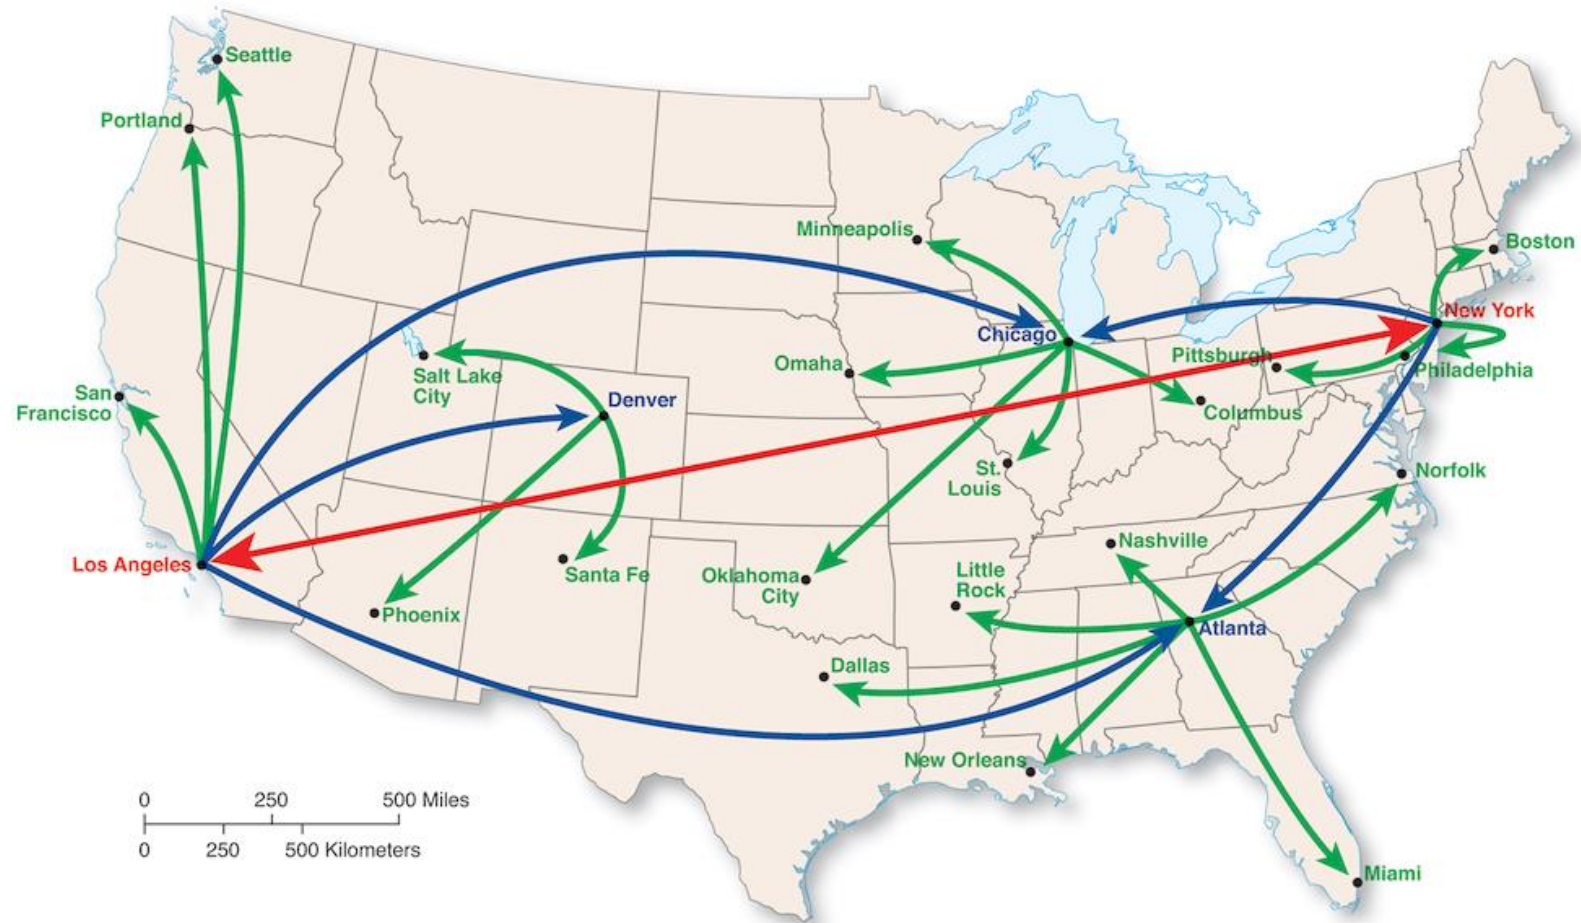 Seattle
Portland
Minneapolis
Boston
New York
Chicago
Pittsburgh
Omaha
Philadelphia
Salt Lake
City
San
Francisco
Denver
Columbus
St.
Louis
Norfolk
Nashville
Los Angeles
Santa Fe
Oklahoma
City
Little
Rock
Phoenix
Atlanta
Dallas
New Orleans
0 250 500 Miles
0 250 500 Kilometers
Miami